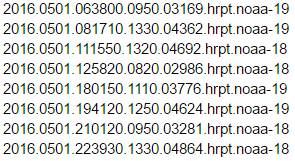 2016.0501.063800.0950.03169.hrpt.noaa-19
2016.0501.081710.1330.04362.hrpt.noaa-19
2016.0501.111550.1320.04692.hrpt.noaa-18
2016.0501.125820.0820.02986.hrpt.noaa-18
2016.0501.180150.1110.03776.hrpt.noaa-19
2016.0501.194120.1250.04624.hrpt.noaa-19
2016.0501.210120.0950.03281.hrpt.noaa-18
2016.0501.223930.1330.04864.hrpt.noaa-18